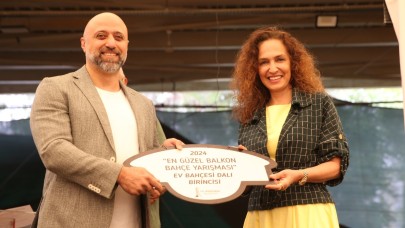 2024
"EN GÜZEL BALKON
BAHÇE YARIŞMASI"
EV BAHÇESİ DALI
BİRİNCİSİ